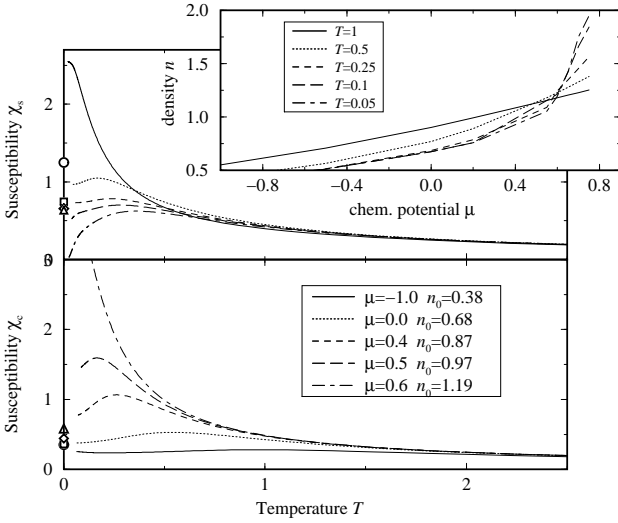 2.0
1.5
1.0
0.5
density n
T=1
T=0.5
T=0.25
T=0.1
T=0.05
−0.8
−0.4
0.0
0.4
0.8
chem. potential μ
2
1
0
Susceptibility χs
μ=−1.0 n0=0.38
μ=0.0 n0=0.68
μ=0.4 n0=0.87
μ=0.5 n0=0.97
μ=0.6 n0=1.19
3
2
1
0
Susceptibility χc
0
1
2
Temperature T